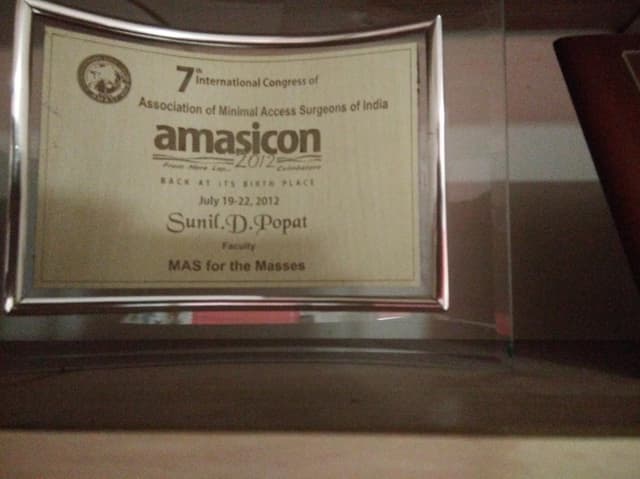 7th International Congress of
Association of Minimal Access Surgeons of India
amasicon
2012
Coimbatore
BACK AT ITS BIRTH PLACE
July 19-22, 2012
Sunil.D.Popat
Faculty
MAS for the Masses